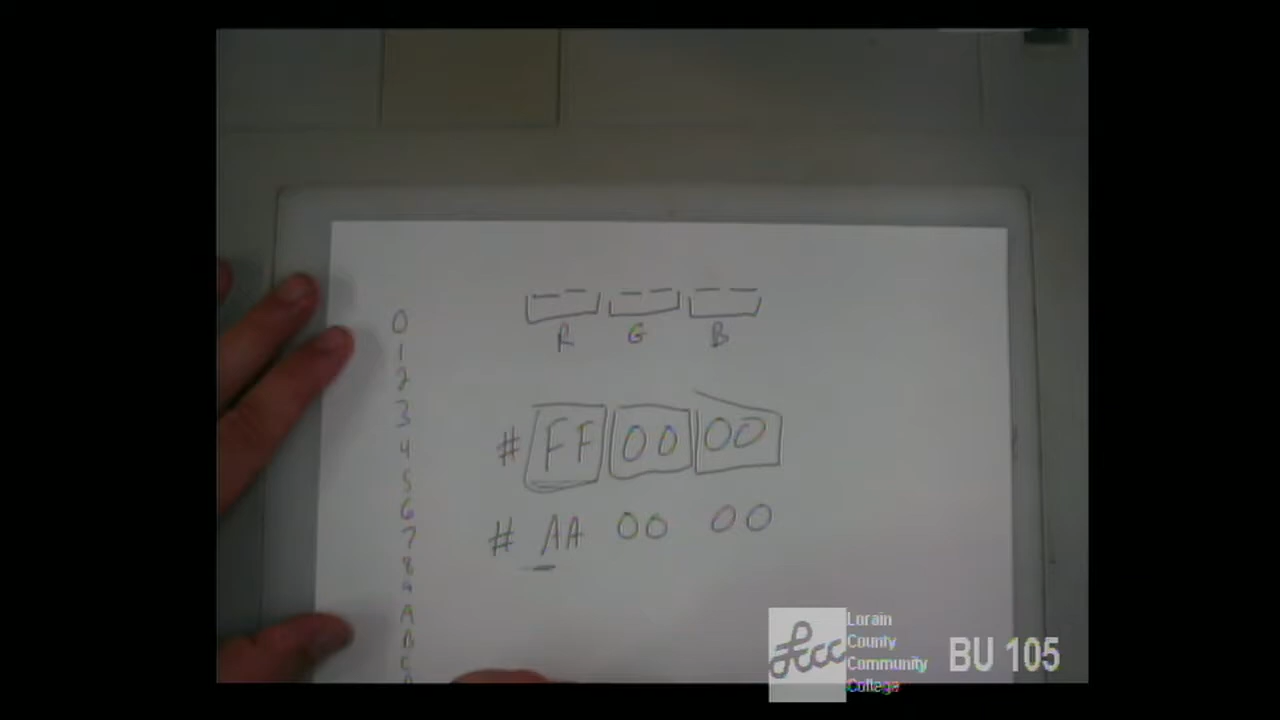 R G B
0
1
2
3
4
5
6
7
8
9
A
B
C
# FF 00 00
# AA 00 00
Lorain
County
Community
College
BU 105